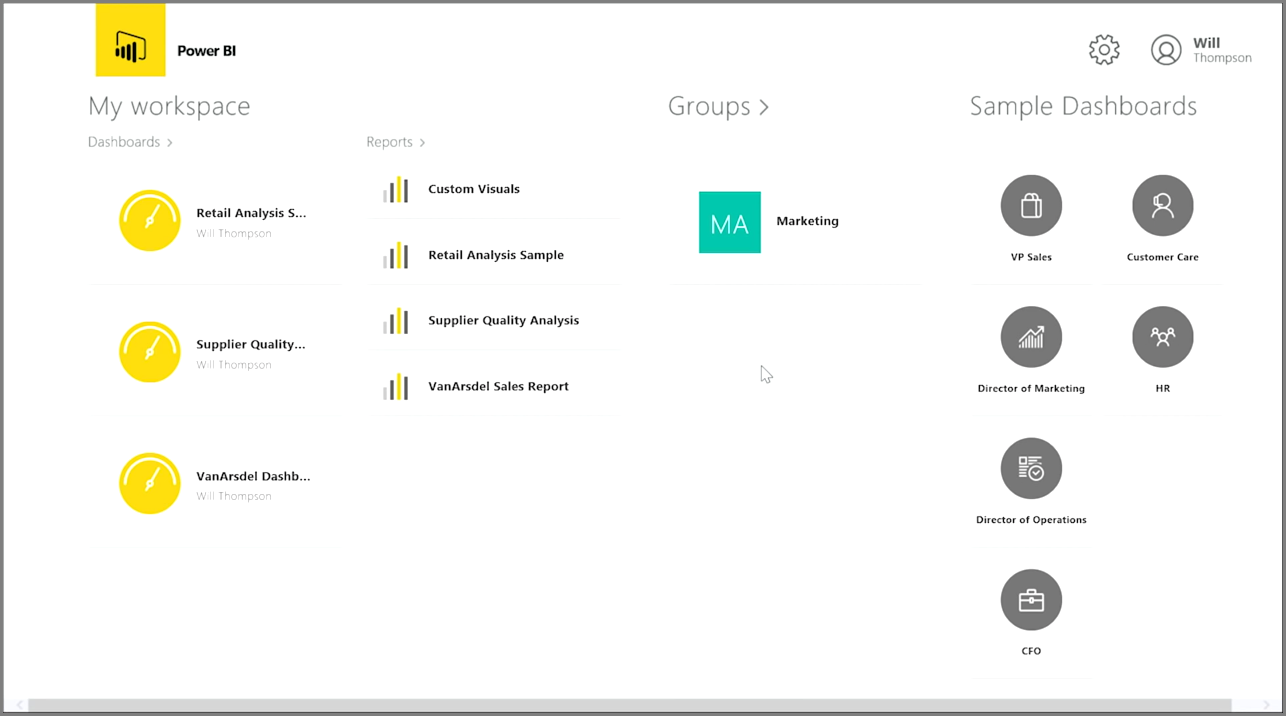 Power BI
Will
Thompson
My workspace
Groups >
Sample Dashboards
Dashboards >
Reports >
Retail Analysis S...
Will Thompson
Supplier Quality...
Will Thompson
VanArsdel Dashb...
Will Thompson
Custom Visuals
Retail Analysis Sample
Supplier Quality Analysis
VanArsdel Sales Report
MA
Marketing
VP Sales
Customer Care
Director of Marketing
HR
Director of Operations
CFO